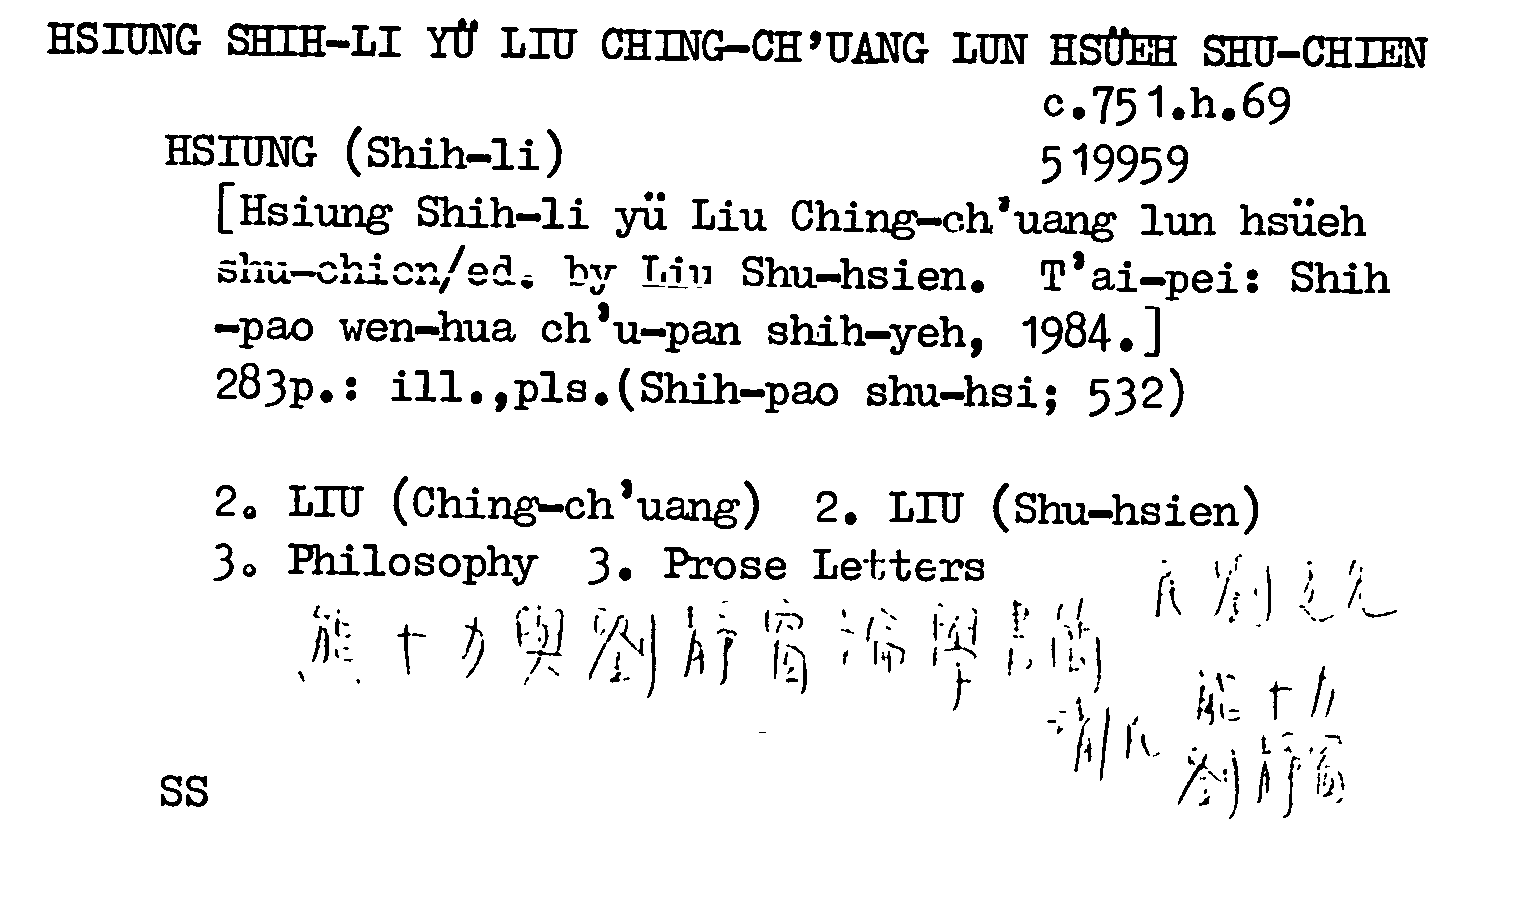 HSIUNG SHIH-LI YÜ LIU CHING-CH'UANG LUN HSÜEH SHU-CHIEN
c.751.h.69
HSIUNG (Shih-li)
519959
[Hsiung Shih-li yü Liu Ching-ch'uang lun hsüeh
shu-chien/ed. by Liu Shu-hsien. T'ai-pei: Shih
-pao wen-hua ch'u-pan shih-yeh, 1984.]
283p.: ill.,pls.(Shih-pao shu-hsi; 532)
2. LIU (Ching-ch'uang) 2. LIU (Shu-hsien)
3. Philosophy 3. Prose Letters
劉述先
熊十力與劉靜窗論學書簡
熊十力
劉靜窗
SS